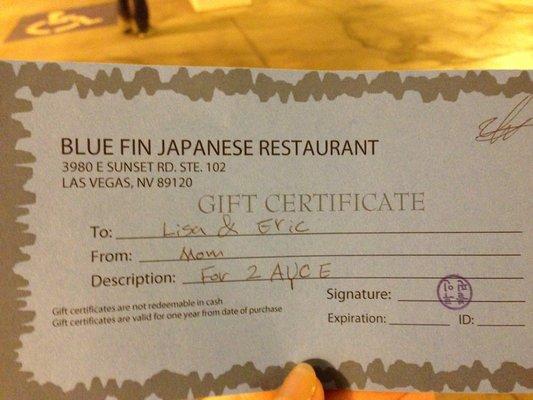 BLUE FIN JAPANESE RESTAURANT
3980 E SUNSET RD. STE. 102
LAS VEGAS, NV 89120
GIFT CERTIFICATE
To: Lisa & Eric
From: Mom
Description: For 2 AYCE
Gift certificates are not redeemable in cash
Gift certificates are valid for one year from date of purchase
Signature:
Expiration: ID: